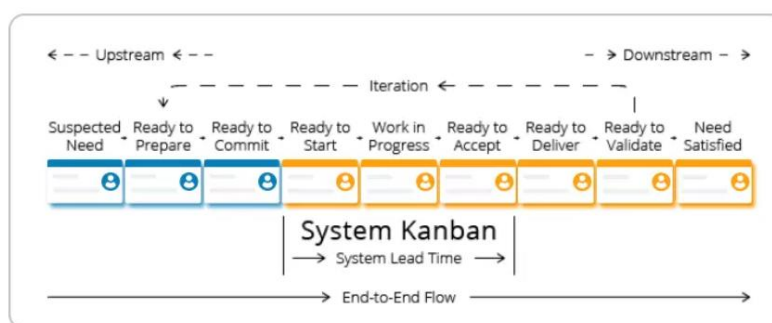 Upstream
Downstream
Iteration
Suspected Need
Ready to Prepare
Ready to Commit
Ready to Start
Work in Progress
Ready to Accept
Ready to Deliver
Ready to Validate
Need Satisfied
System Kanban
System Lead Time
End-to-End Flow